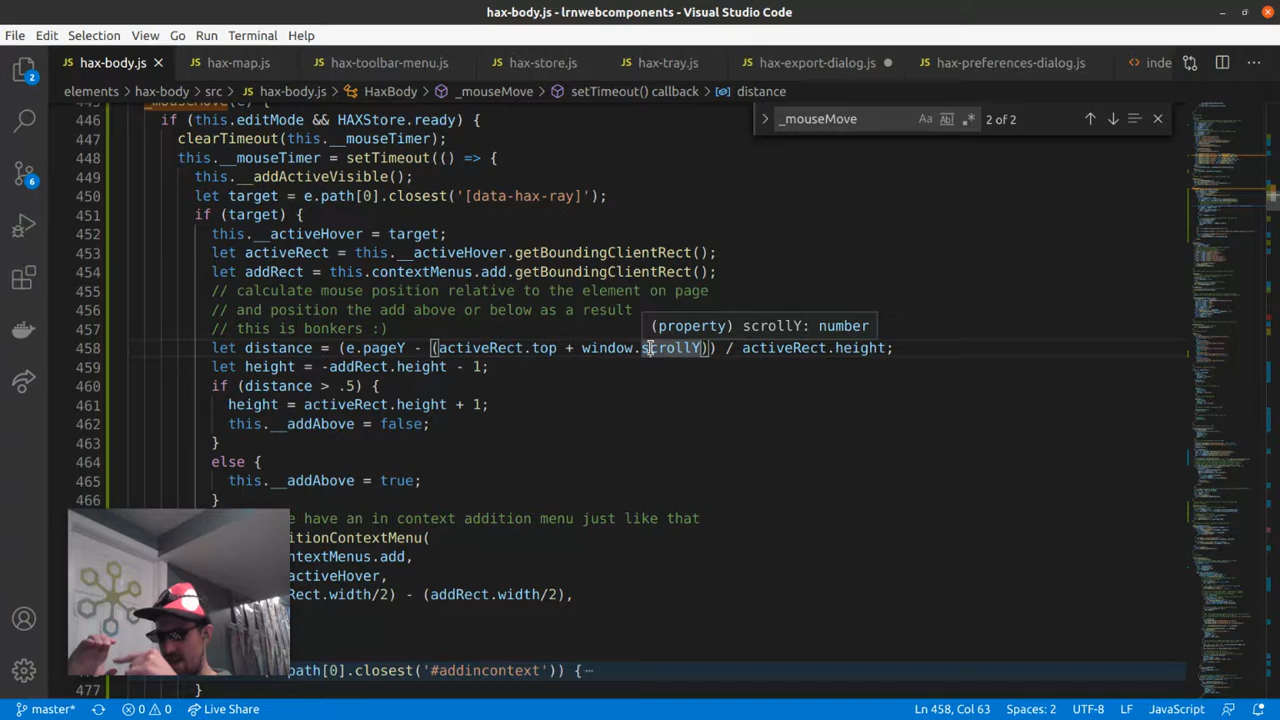 hax-body.js - lrnwebcomponents - Visual Studio Code
File Edit Selection View Go Run Terminal Help
hax-body.js hax-map.js hax-toolbar-menu.js hax-store.js hax-tray.js hax-export-dialog.js hax-preferences-dialog.js inde
elements > hax-body > src > hax-body.js > HaxBody > _mouseMove > setTimeout() callback > distance
_mouseMove Aa Ab 2 of 2
445 _mouseMove(e) {
446 if (this.editMode && HAXStore.ready) {
447 clearTimeout(this.__mouseTimer);
448 this.__mouseTimer = setTimeout(() => {
449 this.__addActiveVisible();
450 let target = e.path[0].closest('[data-hax-ray]');
451 if (target) {
452 this.__activeHover = target;
453 let activeRect = this.__activeHover.getBoundingClientRect();
454 let addRect = this.contextMenus.add.getBoundingClientRect();
455 // calculate mouse position relative to the element on page
456 // and position the add above or below as a result
457 // this is bonkers :)
(property) scrollY: number
458 let distance = (e.pageY - (activeRect.top + window.scrollY)) / activeRect.height;
459 let height = -addRect.height - 1;
460 if (distance > .5) {
461 height = activeRect.height + 1;
462 this.__addAbove = false;
463 }
464 else {
465 this.__addAbove = true;
466 }
e have an in context addition menu just like that
itionContextMenu(
contextMenus.add,
activeHover,
Rect.width/2) - (addRect.width/2),
path[0].closest('#addincontext')) {
477 }
2
6
master* 0 0 Live Share Ln 458, Col 63 Spaces: 2 UTF-8 LF JavaScript